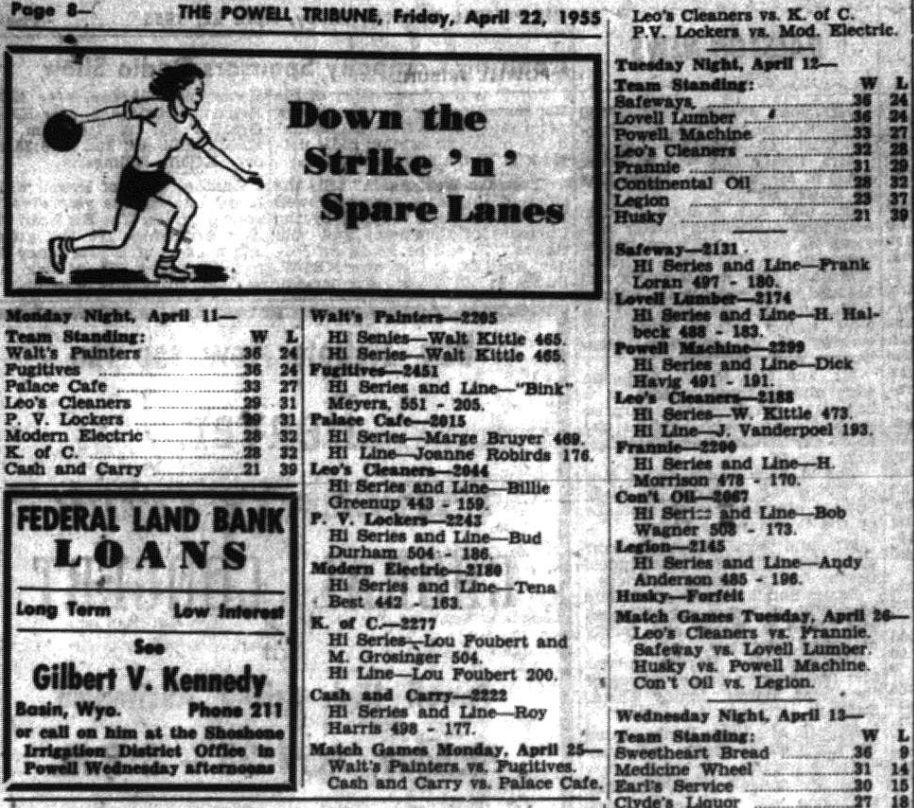 Page 8—
THE POWELL TRIBUNE, Friday, April 22, 1955
Down the
Strike 'n'
Spare Lanes
Monday Night, April 11—
Team Standing: W L
Walt's Painters 36 24
Fugitives 36 24
Palace Cafe 33 27
Leo's Cleaners 29 31
P. V. Lockers 29 31
Modern Electric 28 32
K. of C. 28 32
Cash and Carry 21 39
FEDERAL LAND BANK
LOANS
Long Term Low Interest
See
Gilbert V. Kennedy
Basin, Wyo. Phone 211
or call on him at the Shoshone
Irrigation District Office in
Powell Wednesday afternoons
Walt's Painters—2205
Hi Senies—Walt Kittle 465.
Hi Series—Walt Kittle 465.
Fugitives—2451
Hi Series and Line—"Bink"
Meyers, 551 - 205.
Palace Cafe—2015
Hi Series—Marge Bruyer 469.
Hi Line—Joanne Robirds 176.
Leo's Cleaners—2044
Hi Series and Line—Billie
Greenup 443 - 159.
P. V. Lockers—2243
Hi Series and Line—Bud
Durham 504 - 186.
Modern Electric—2180
Hi Series and Line—Tena
Best 442 - 163.
K. of C.—2277
Hi Series—Lou Foubert and
M. Grosinger 504.
Hi Line—Lou Foubert 200.
Cash and Carry—2222
Hi Series and Line—Roy
Harris 498 - 177.
Match Games Monday, April 25—
Walt's Painters vs. Fugitives.
Cash and Carry vs. Palace Cafe.
Leo's Cleaners vs. K. of C.
P.V. Lockers vs. Mod. Electric.
Tuesday Night, April 12—
Team Standing: W L
Safeways 36 24
Lovell Lumber 36 24
Powell Machine 33 27
Leo's Cleaners 32 28
Frannie 31 29
Continental Oil 28 32
Legion 23 37
Husky 21 39
Safeway—2131
Hi Series and Line—Frank
Loran 497 - 180.
Lovell Lumber—2174
Hi Series and Line—H. Hal-
beck 488 - 183.
Powell Machine—2299
Hi Series and Line—Dick
Havig 491 - 191.
Leo's Cleaners—2188
Hi Series—W. Kittle 473.
Hi Line—J. Vanderpoel 193.
Frannie—2200
Hi Series and Line—H.
Morrison 478 - 170.
Con't Oil—2067
Hi Series and Line—Bob
Wagner 508 - 173.
Legion—2145
Hi Series and Line—Andy
Anderson 485 - 196.
Husky—Forfeit
Match Games Tuesday, April 26—
Leo's Cleaners vs. Frannie.
Safeway vs. Lovell Lumber.
Husky vs. Powell Machine.
Con't Oil vs. Legion.
Wednesday Night, April 13—
Team Standing: W L
Sweetheart Bread 36 9
Medicine Wheel 31 14
Earl's Service 30 15
Clyde's Liquor 27 18